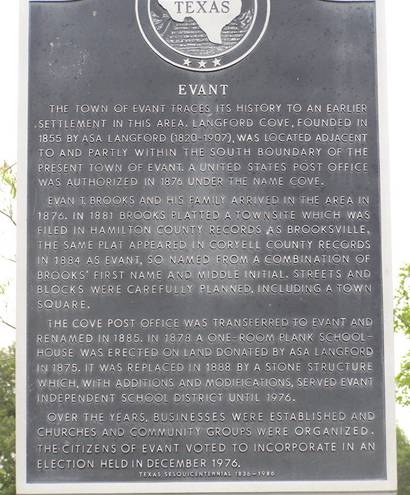 TEXAS
EVANT
THE TOWN OF EVANT TRACES ITS HISTORY TO AN EARLIER
SETTLEMENT IN THIS AREA. LANGFORD COVE, FOUNDED IN
1855 BY ASA LANGFORD (1820-1907), WAS LOCATED ADJACENT
TO AND PARTLY WITHIN THE SOUTH BOUNDARY OF THE
PRESENT TOWN OF EVANT. A UNITED STATES POST OFFICE
WAS AUTHORIZED IN 1876 UNDER THE NAME COVE.
EVAN T. BROOKS AND HIS FAMILY ARRIVED IN THE AREA IN
1876. IN 1881 BROOKS PLATTED A TOWNSITE WHICH WAS
FILED IN HAMILTON COUNTY RECORDS AS BROOKSVILLE.
THE SAME PLAT APPEARED IN CORYELL COUNTY RECORDS
IN 1884 AS EVANT, SO NAMED FROM A COMBINATION OF
BROOKS' FIRST NAME AND MIDDLE INITIAL. STREETS AND
BLOCKS WERE CAREFULLY PLANNED, INCLUDING A TOWN
SQUARE.
THE COVE POST OFFICE WAS TRANSFERRED TO EVANT AND
RENAMED IN 1885. IN 1878 A ONE-ROOM PLANK SCHOOL-
HOUSE WAS ERECTED ON LAND DONATED BY ASA LANGFORD
IN 1875. IT WAS REPLACED IN 1888 BY A STONE STRUCTURE
WHICH, WITH ADDITIONS AND MODIFICATIONS, SERVED EVANT
INDEPENDENT SCHOOL DISTRICT UNTIL 1976.
OVER THE YEARS, BUSINESSES WERE ESTABLISHED AND
CHURCHES AND COMMUNITY GROUPS WERE ORGANIZED.
THE CITIZENS OF EVANT VOTED TO INCORPORATE IN AN
ELECTION HELD IN DECEMBER 1976.
TEXAS SESQUICENTENNIAL 1836-1986